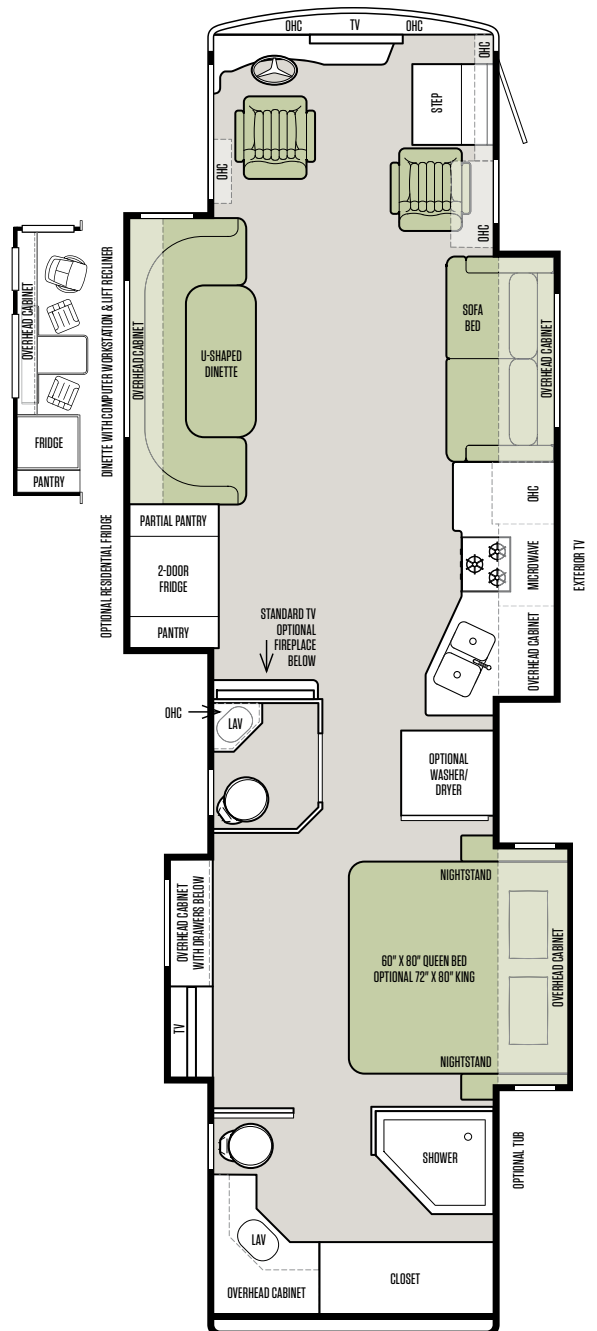 OHC
TV
OHC
OHC
STEP
OHC
OHC
OVERHEAD CABINET
FRIDGE
PANTRY
DINETTE WITH COMPUTER WORKSTATION & LIFT RECLINER
OVERHEAD CABINET
U-SHAPED
DINETTE
SOFA
BED
OVERHEAD CABINET
OPTIONAL RESIDENTIAL FRIDGE
PARTIAL PANTRY
2-DOOR
FRIDGE
PANTRY
OHC
MICROWAVE
OVERHEAD CABINET
EXTERIOR TV
STANDARD TV
OPTIONAL
FIREPLACE
BELOW
OHC
LAV
OPTIONAL
WASHER/
DRYER
OVERHEAD CABINET
WITH DRAWERS BELOW
TV
NIGHTSTAND
60" X 80" QUEEN BED
OPTIONAL 72" X 80" KING
OVERHEAD CABINET
NIGHTSTAND
SHOWER
OPTIONAL TUB
LAV
OVERHEAD CABINET
CLOSET